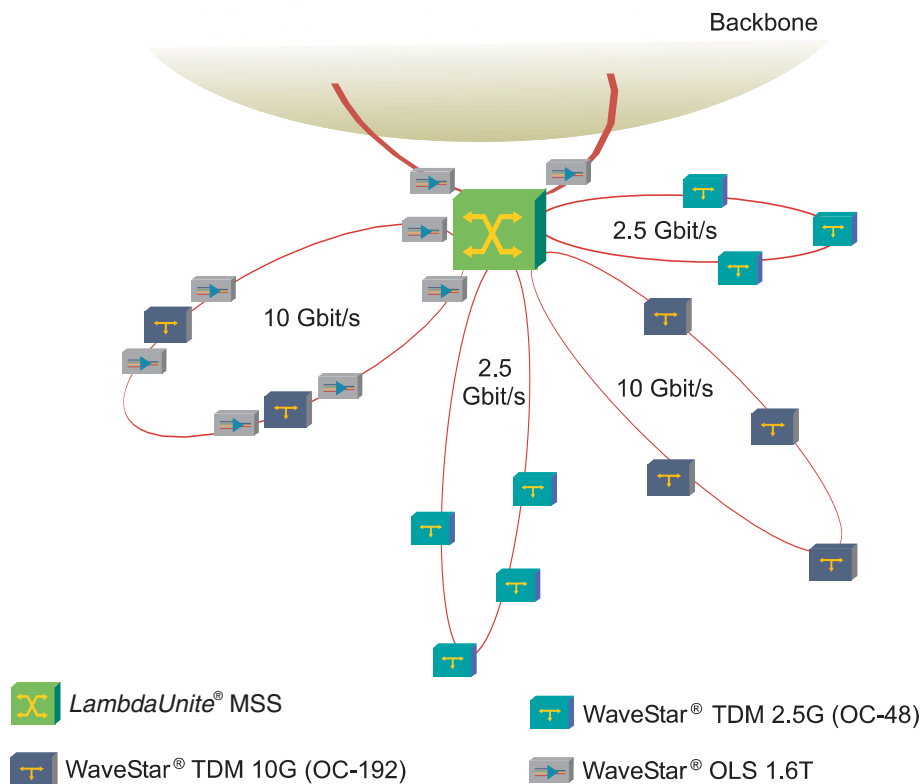 Backbone
2.5 Gbit/s
10 Gbit/s
2.5
Gbit/s
10 Gbit/s
LambdaUnite® MSS
WaveStar® TDM 2.5G (OC-48)
WaveStar® TDM 10G (OC-192)
WaveStar® OLS 1.6T